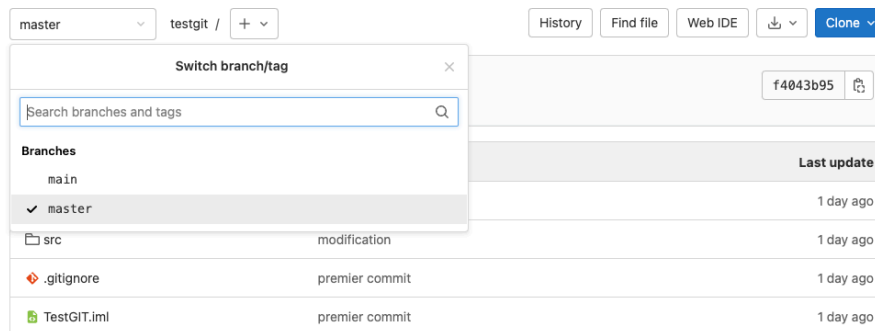 master testgit / + History Find file Web IDE Clone
Switch branch/tag
f4043b95
Search branches and tags
Branches
main
Last update
master
1 day ago
src modification 1 day ago
.gitignore premier commit 1 day ago
TestGIT.iml premier commit 1 day ago